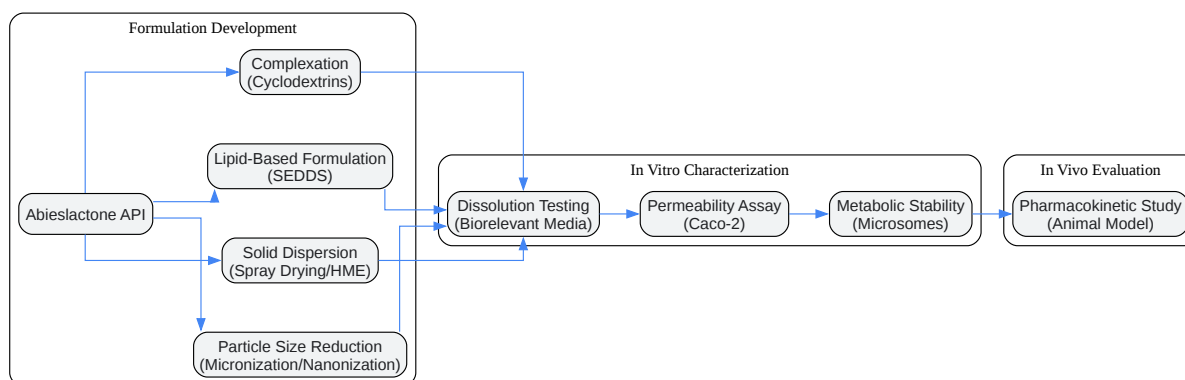 Formulation Development
Complexation
(Cyclodextrins)
Lipid-Based Formulation
(SEDDS)
Abieslactone API
Solid Dispersion
(Spray Drying/HME)
Particle Size Reduction
(Micronization/Nanonization)
In Vitro Characterization
Dissolution Testing
(Biorelevant Media)
Permeability Assay
(Caco-2)
Metabolic Stability
(Microsomes)
In Vivo Evaluation
Pharmacokinetic Study
(Animal Model)